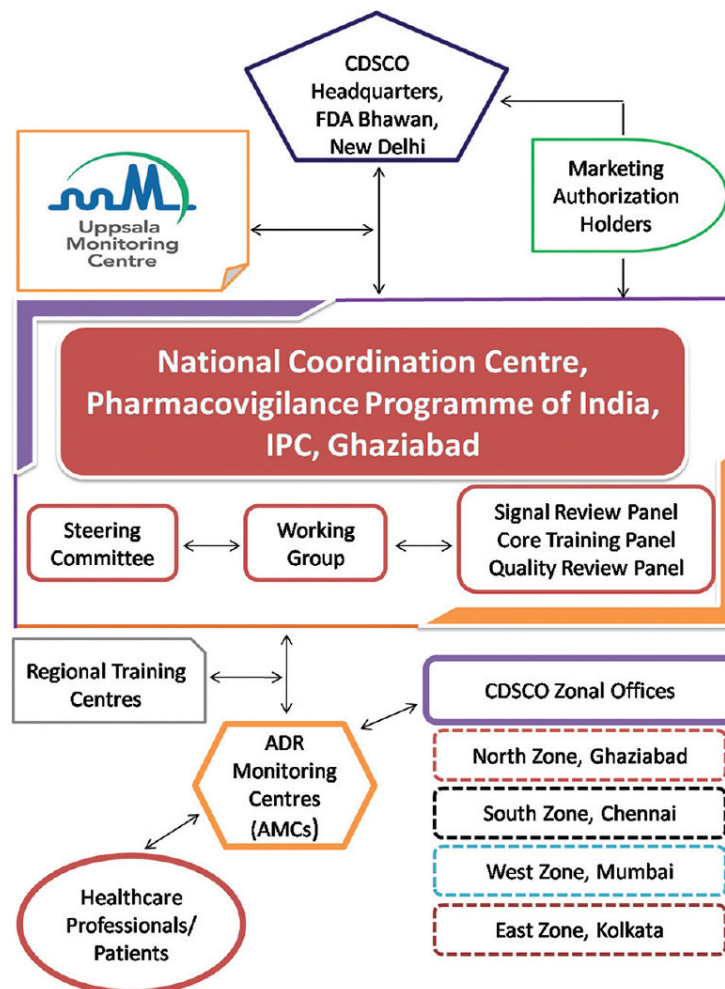 CDSCO
Headquarters,
FDA Bhawan,
New Delhi
Uppsala
Monitoring
Centre
Marketing
Authorization
Holders
National Coordination Centre,
Pharmacovigilance Programme of India,
IPC, Ghaziabad
Steering
Committee
Working
Group
Signal Review Panel
Core Training Panel
Quality Review Panel
Regional Training
Centres
CDSCO Zonal Offices
ADR
Monitoring
Centres
(AMCs)
North Zone, Ghaziabad
South Zone, Chennai
West Zone, Mumbai
East Zone, Kolkata
Healthcare
Professionals/
Patients